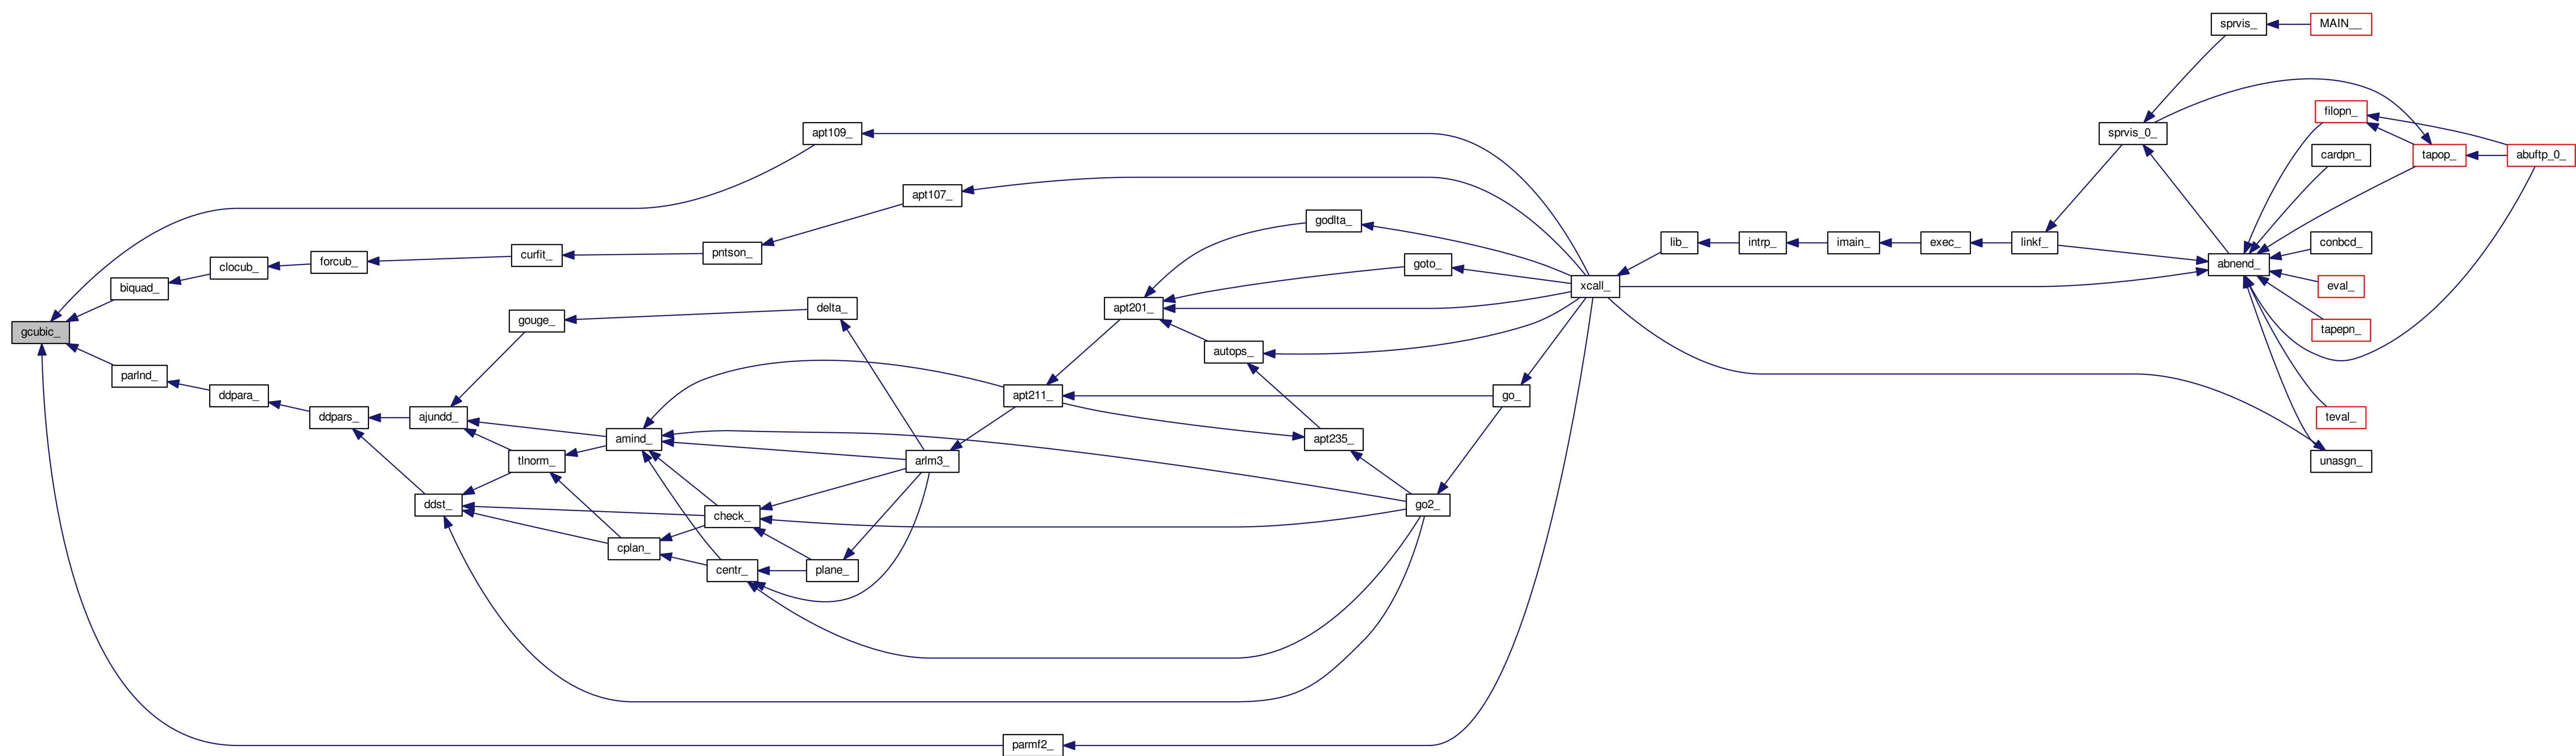 sprvis_
MAIN__
filopn_
apt109_
sprvis_0_
cardpn_
tapop_
abuftp_0_
apt107_
godlta_
pntson_
curfit_
forcub_
clocub_
lib_
intrp_
imain_
exec_
linkf_
conbcd_
goto_
abnend_
biquad_
xcall_
eval_
delta_
apt201_
gouge_
gcubic_
tapepn_
autops_
parlnd_
ddpara_
apt211_
go_
ddpars_
ajundd_
teval_
amind_
apt235_
tlnorm_
arlm3_
unasgn_
ddst_
go2_
check_
cplan_
centr_
plane_
parmf2_